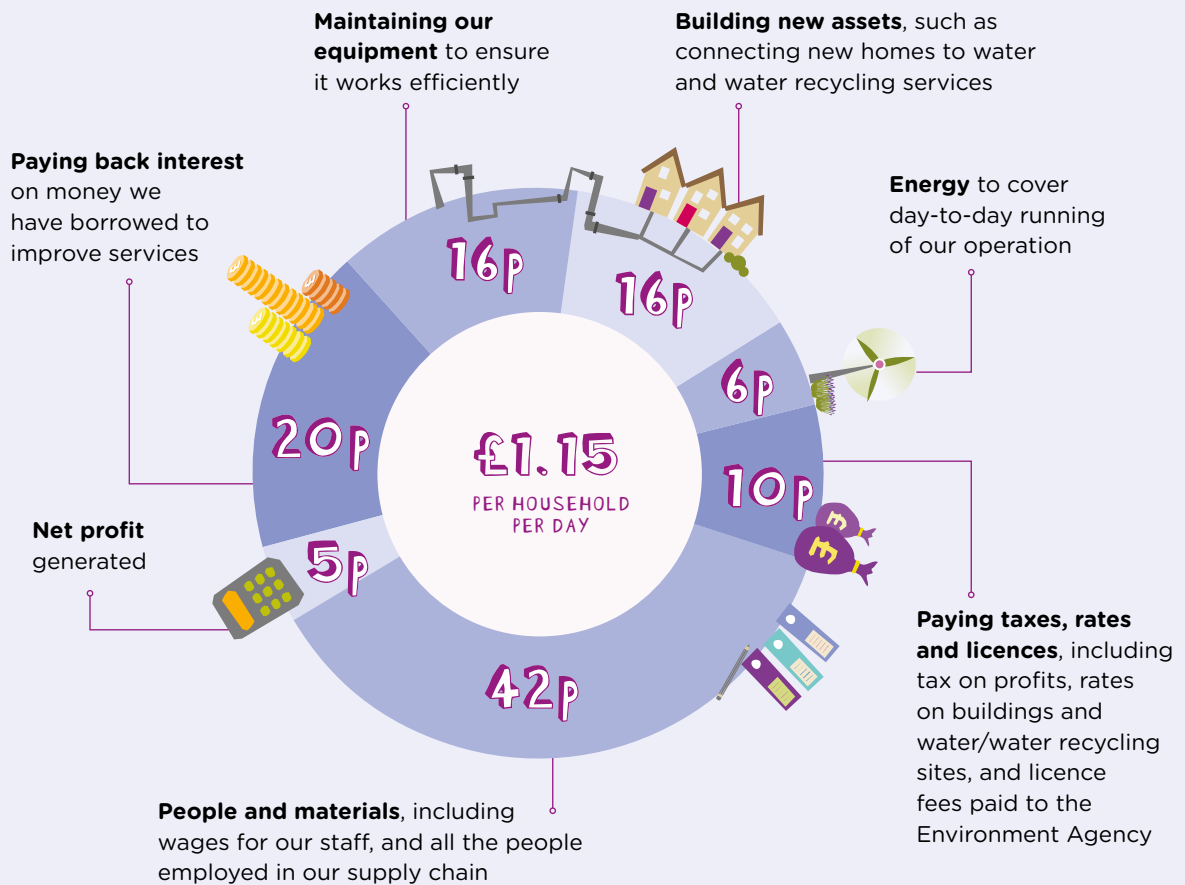 Maintaining our
equipment to ensure
it works efficiently
Building new assets, such as
connecting new homes to water
and water recycling services
Paying back interest
on money we
have borrowed to
improve services
Energy to cover
day-to-day running
of our operation
16p
16p
6p
20p
£1.15
PER HOUSEHOLD
PER DAY
10p
Net profit
generated
5p
42p
Paying taxes, rates
and licences, including
tax on profits, rates
on buildings and
water/water recycling
sites, and licence
fees paid to the
Environment Agency
People and materials, including
wages for our staff, and all the people
employed in our supply chain